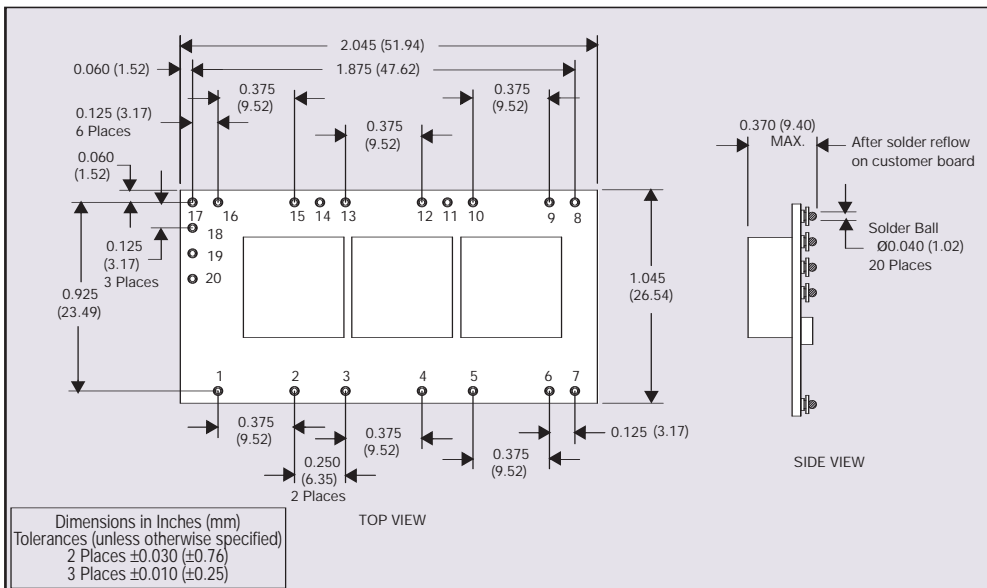 2.045 (51.94)
0.060 (1.52)
1.875 (47.62)
0.375
(9.52)
0.375
(9.52)
0.125 (3.17)
6 Places
0.375
(9.52)
0.060
(1.52)
0.370 (9.40)
MAX.
After solder reflow
on customer board
17 16 15 14 13 12 11 10 9 8
18
19
20
0.125
(3.17)
3 Places
0.925
(23.49)
1.045
(26.54)
Solder Ball
Ø0.040 (1.02)
20 Places
1 2 3 4 5 6 7
0.375
(9.52)
0.375
(9.52)
0.125 (3.17)
0.250
(6.35)
2 Places
0.375
(9.52)
SIDE VIEW
TOP VIEW
Dimensions in Inches (mm)
Tolerances (unless otherwise specified)
2 Places ±0.030 (±0.76)
3 Places ±0.010 (±0.25)